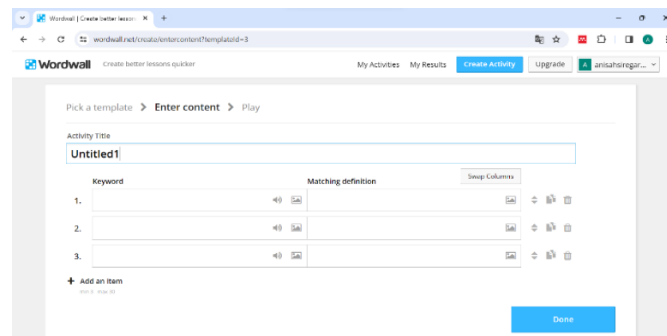 Wordwall | Create better lessons
wordwall.net/create/entercontent?templateId=3
Wordwall Create better lessons quicker My Activities My Results Create Activity Upgrade A anisahsiregar...
Pick a template > Enter content > Play
Activity Title
Untitled1
Keyword Matching definition Swap Columns
1.
2.
3.
+ Add an item
Done